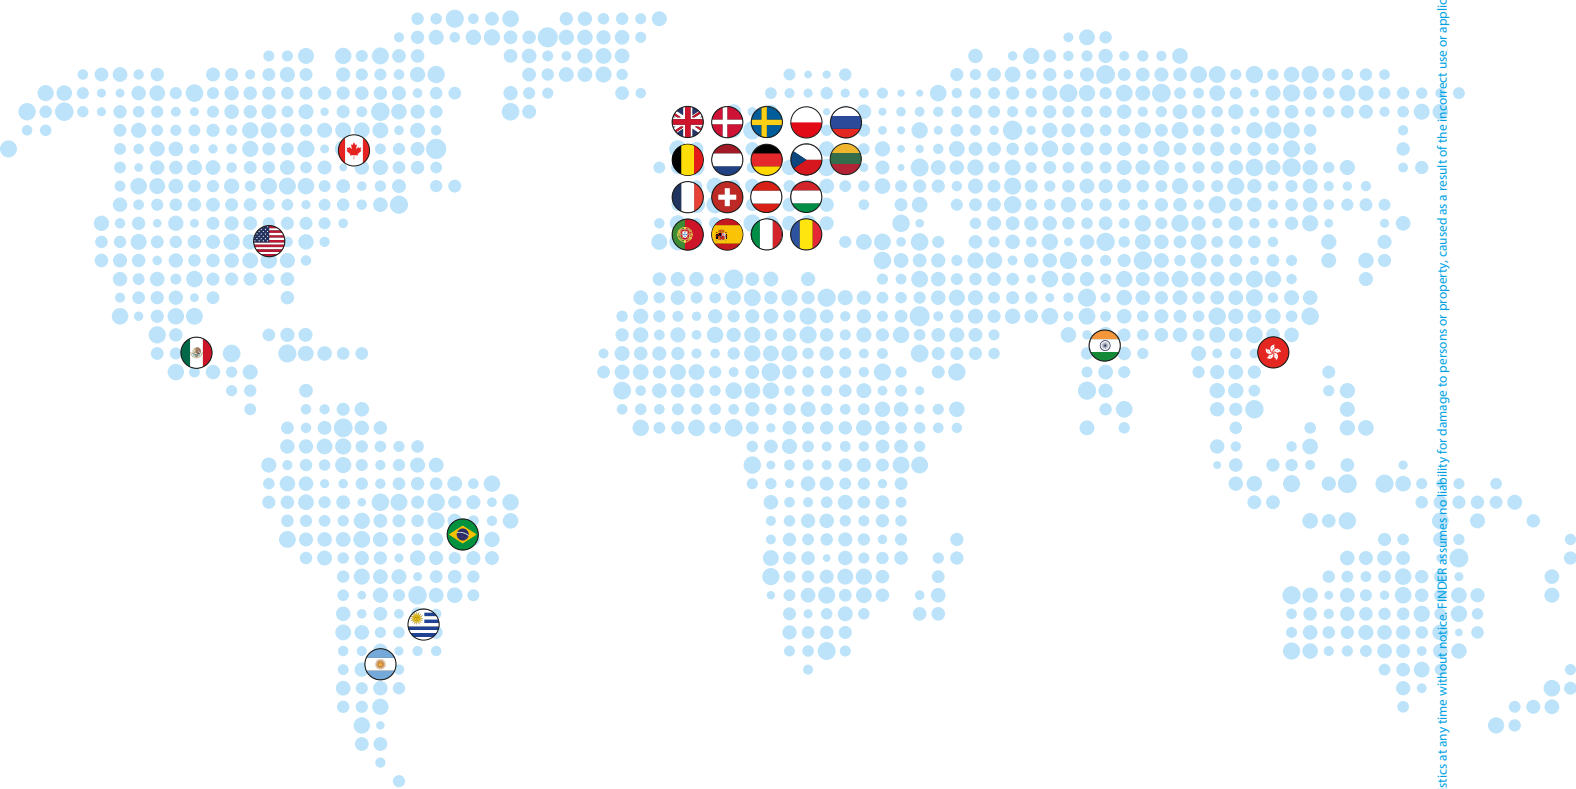 stics at any time without notice. FINDER assumes no liability for damage to persons or property, caused as a result of the incorrect use or applic